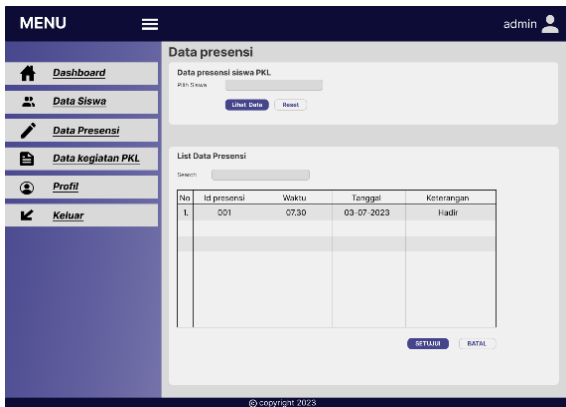 MENU
admin
Data presensi
Dashboard
Data Siswa
Data Presensi
Data kegiatan PKL
Profil
Keluar
Data presensi siswa PKL
Pilih Siswa
Lihat Data Reset
List Data Presensi
Search
No Id presensi Waktu Tanggal Keterangan
1. 001 07.30 03-07-2023 Hadir
SETUJUI BATAL
© copyright 2023